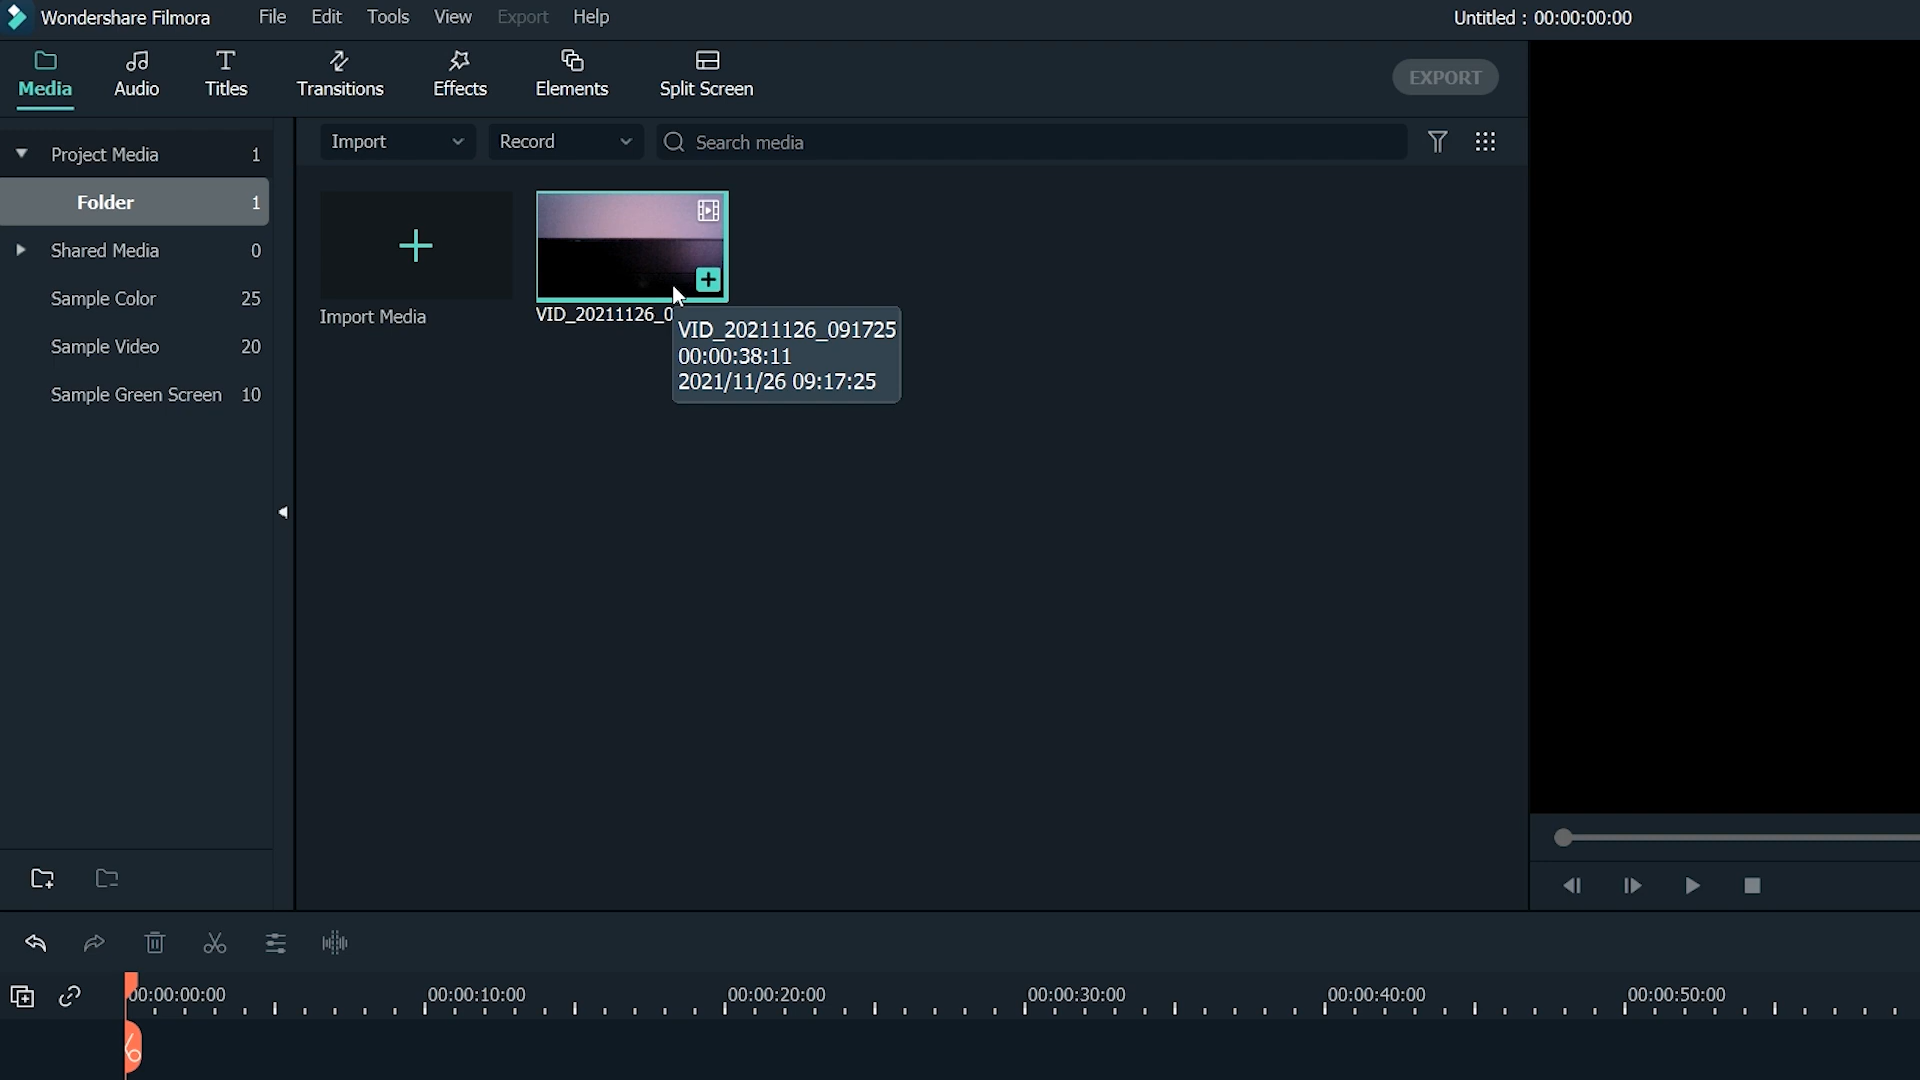 Wondershare Filmora File Edit Tools View Export Help Untitled : 00:00:00:00
Media Audio Titles Transitions Effects Elements Split Screen EXPORT
Project Media 1 Import Record Search media
Folder 1
Shared Media 0
Sample Color 25
Sample Video 20
Sample Green Screen 10
Import Media VID_20211126_0
VID_20211126_091725
00:00:38:11
2021/11/26 09:17:25
00:00:00:00 00:00:10:00 00:00:20:00 00:00:30:00 00:00:40:00 00:00:50:00